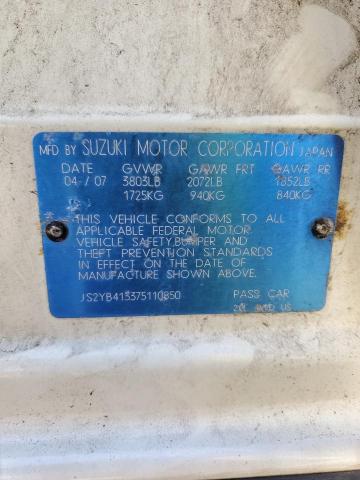 MFD BY SUZUKI MOTOR CORPORATION JAPAN
DATE GVWR GAWR FRT GAWR RR
04 / 07 3803LB 2072LB 1852LB
1725KG 940KG 840KG
THIS VEHICLE CONFORMS TO ALL
APPLICABLE FEDERAL MOTOR
VEHICLE SAFETY,BUMPER AND
THEFT PREVENTION STANDARDS
IN EFFECT ON THE DATE OF
MANUFACTURE SHOWN ABOVE.
JS2YB413375110850 PASS CAR
US